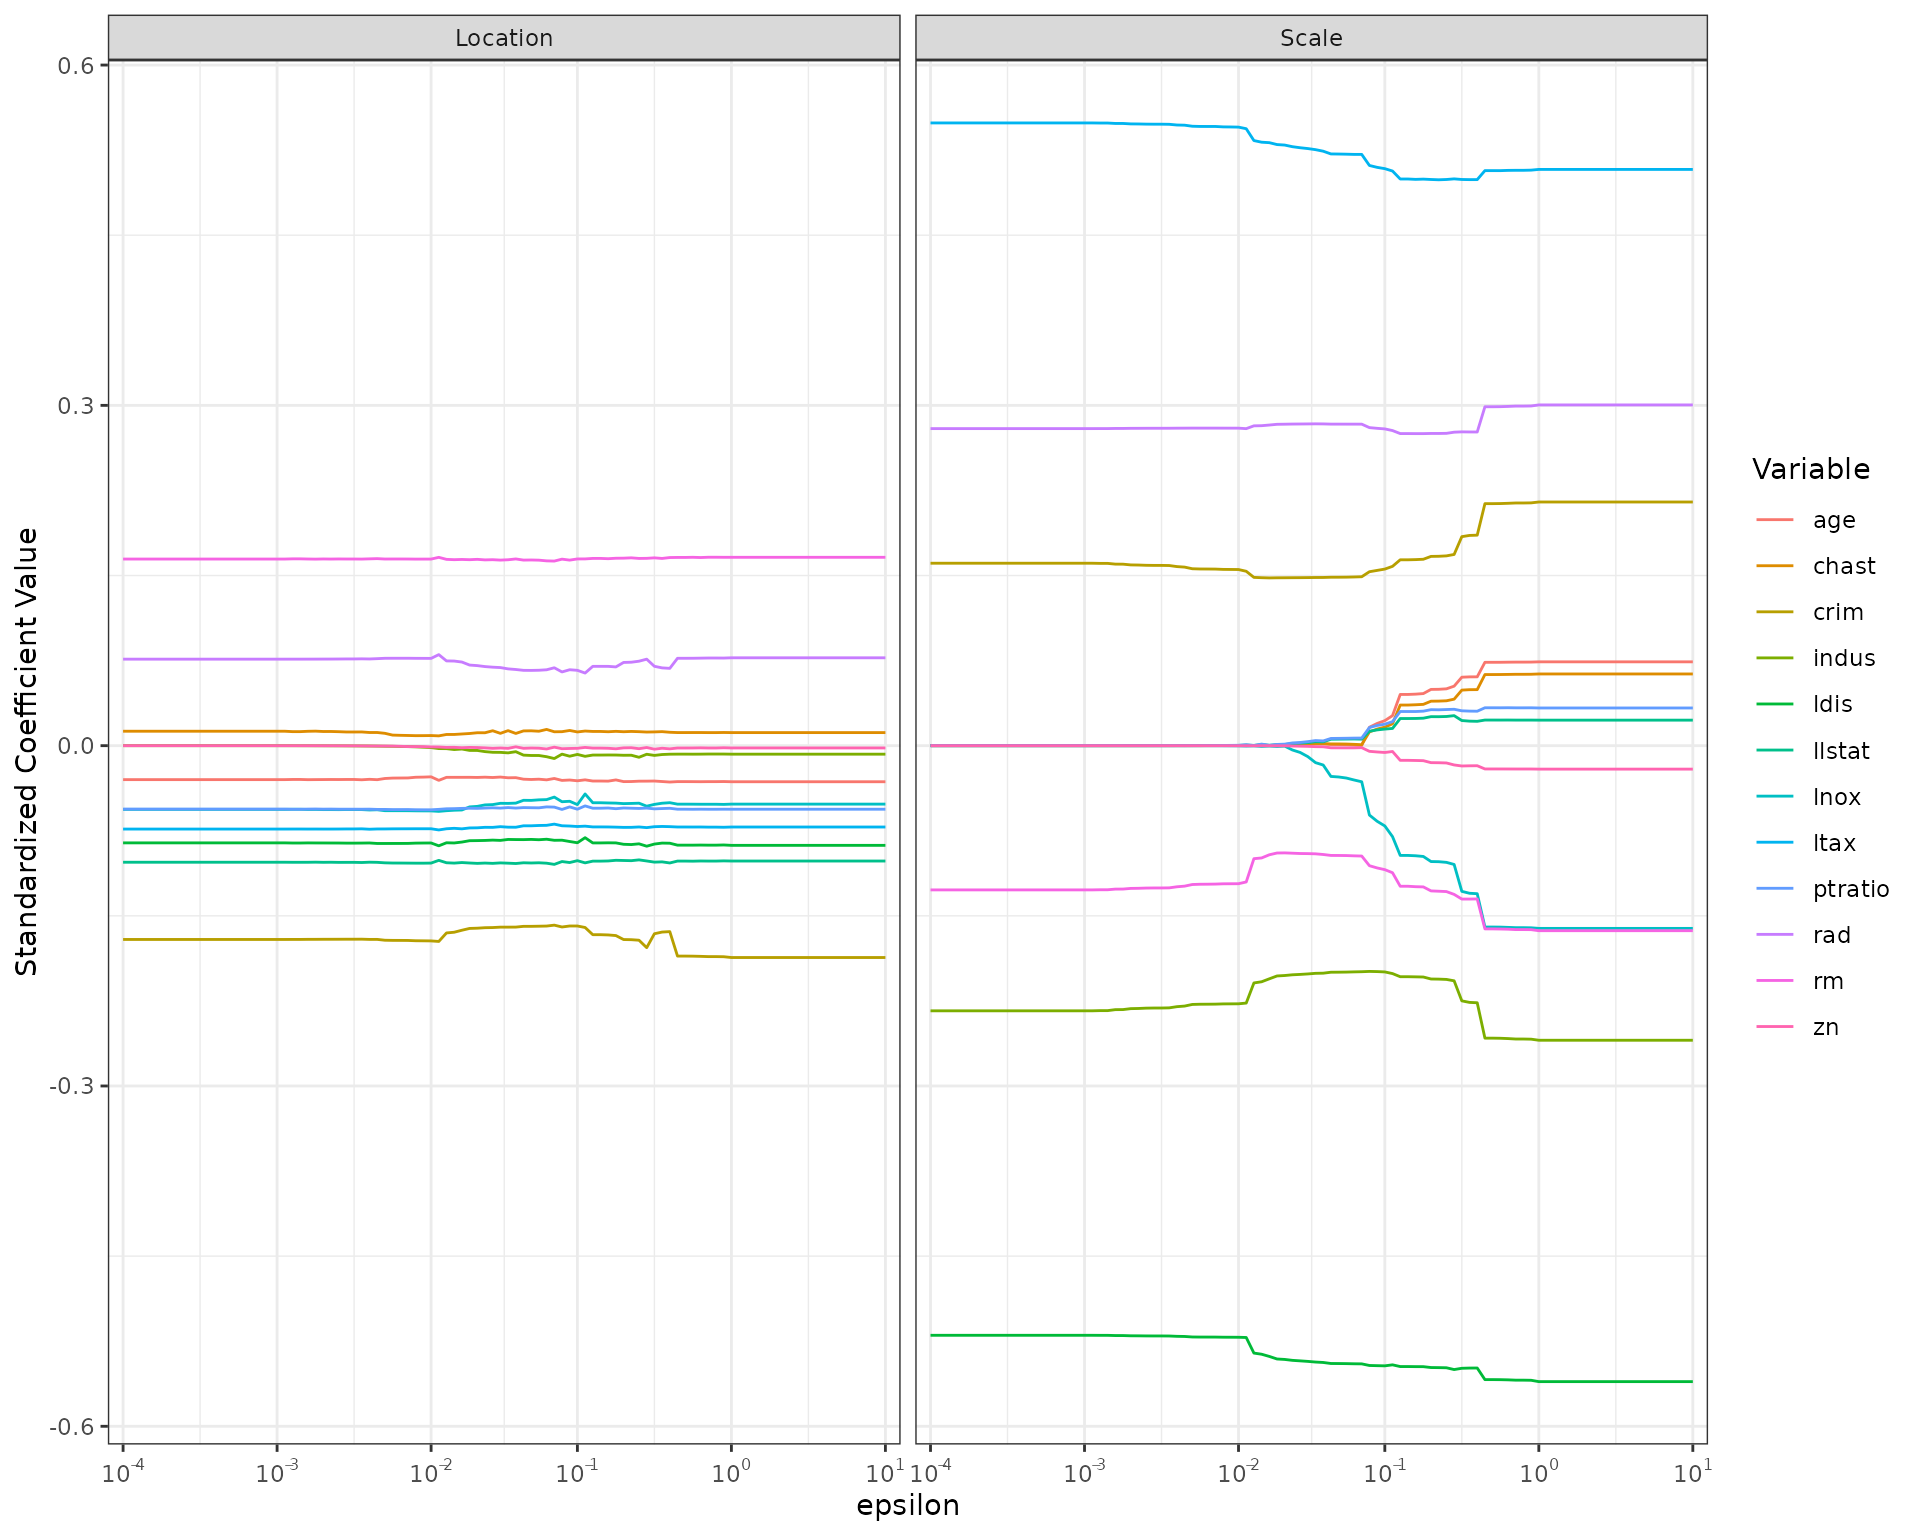 Location
Scale
0.6
0.3
0.0
-0.3
-0.6
Standardized Coefficient Value
10^-4 10^-3 10^-2 10^-1 10^0 10^1
10^-4 10^-3 10^-2 10^-1 10^0 10^1
epsilon
Variable
age
chast
crim
indus
ldis
llstat
lnox
ltax
ptratio
rad
rm
zn